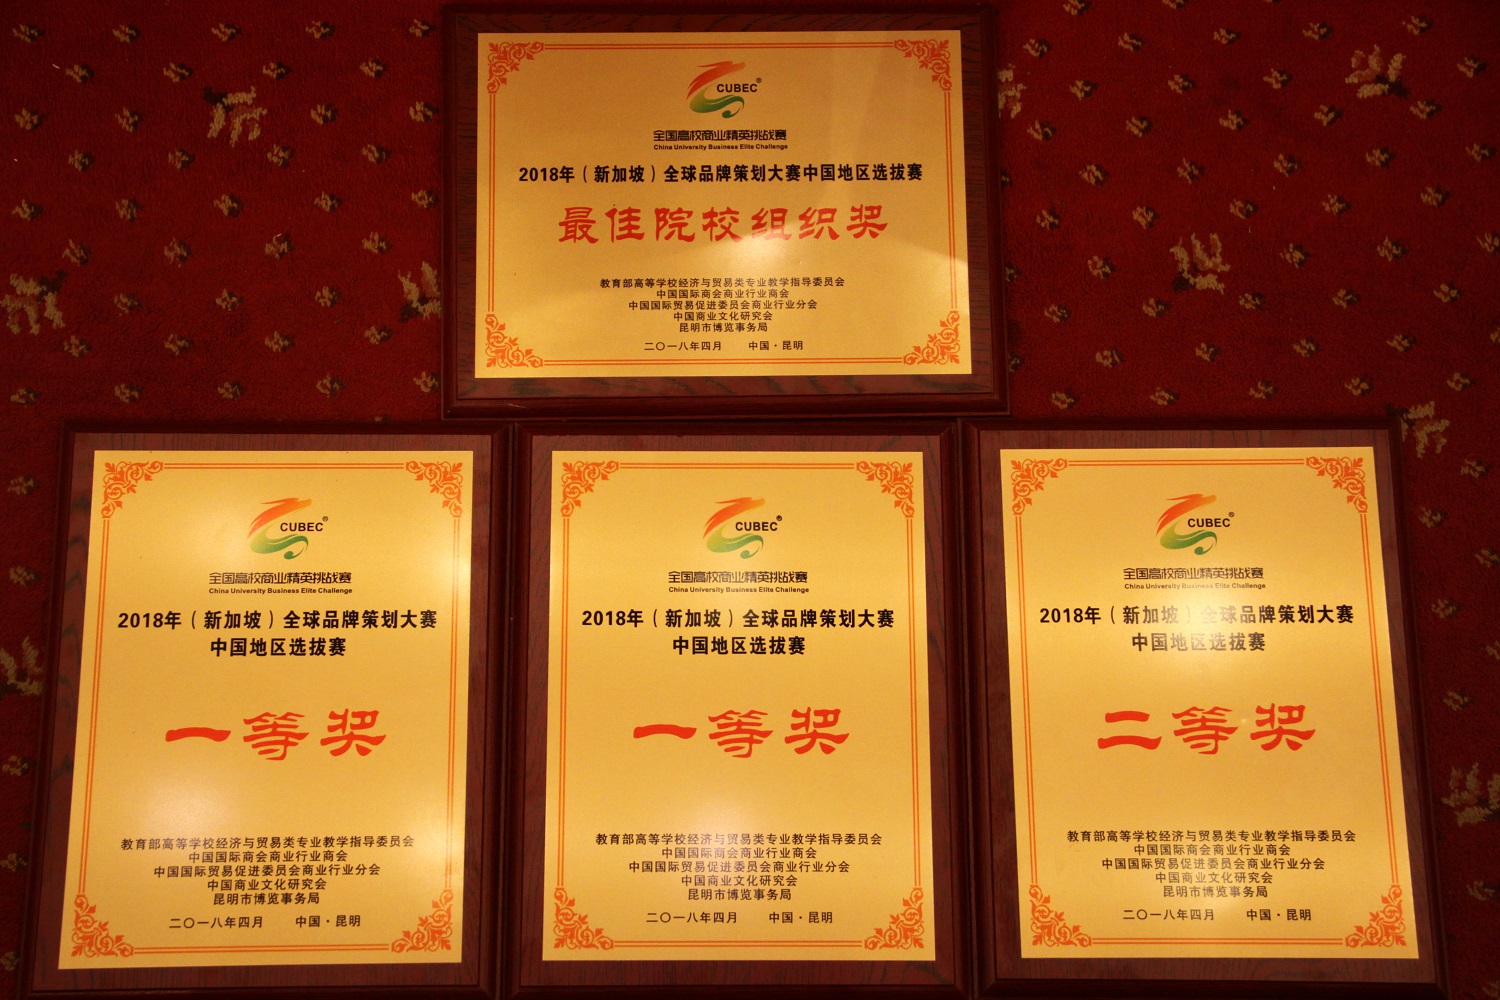 CUBEC®
全国高校商业精英挑战赛
China University Business Elite Challenge
2018年（新加坡）全球品牌策划大赛中国地区选拔赛
最佳院校组织奖
教育部高等学校经济与贸易类专业教学指导委员会
中国国际商会商业行业商会
中国国际贸易促进委员会商业行业分会
中国商业文化研究会
昆明市博览事务局
二〇一八年四月 中国·昆明
CUBEC®
全国高校商业精英挑战赛
China University Business Elite Challenge
2018年（新加坡）全球品牌策划大赛
中国地区选拔赛
一等奖
教育部高等学校经济与贸易类专业教学指导委员会
中国国际商会商业行业商会
中国国际贸易促进委员会商业行业分会
中国商业文化研究会
昆明市博览事务局
二〇一八年四月 中国·昆明
CUBEC®
全国高校商业精英挑战赛
China University Business Elite Challenge
2018年（新加坡）全球品牌策划大赛
中国地区选拔赛
一等奖
教育部高等学校经济与贸易类专业教学指导委员会
中国国际商会商业行业商会
中国国际贸易促进委员会商业行业分会
中国商业文化研究会
昆明市博览事务局
二〇一八年四月 中国·昆明
CUBEC®
全国高校商业精英挑战赛
China University Business Elite Challenge
2018年（新加坡）全球品牌策划大赛
中国地区选拔赛
二等奖
教育部高等学校经济与贸易类专业教学指导委员会
中国国际商会商业行业商会
中国国际贸易促进委员会商业行业分会
中国商业文化研究会
昆明市博览事务局
二〇一八年四月 中国·昆明